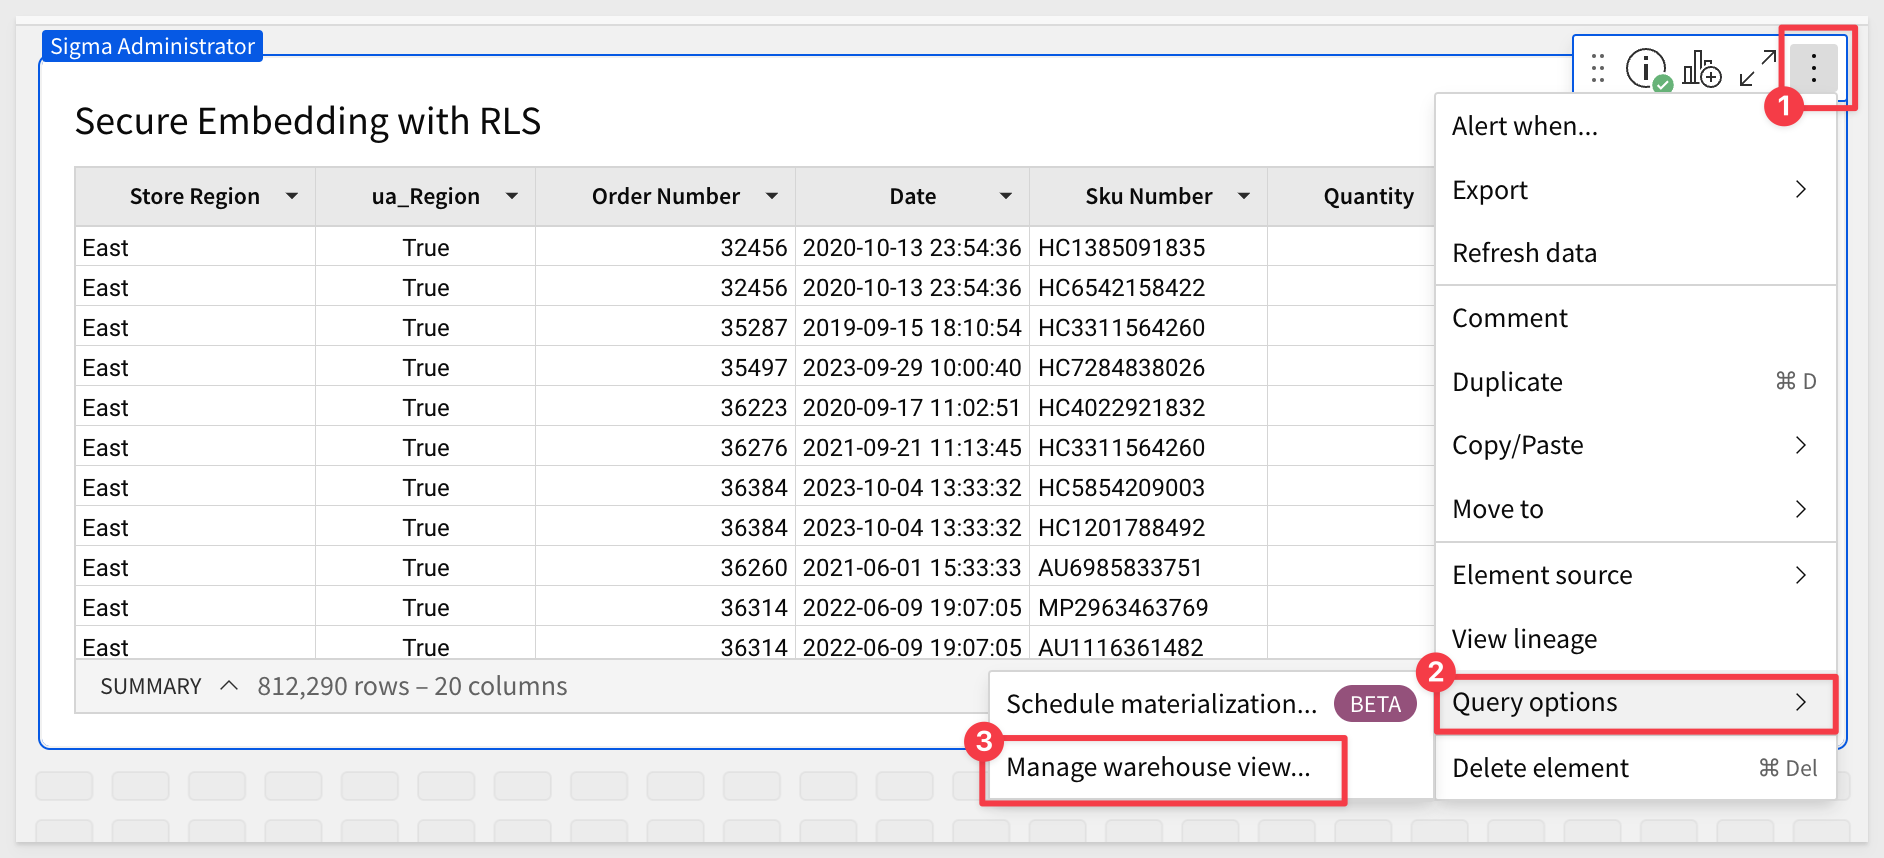 Sigma Administrator
1
Secure Embedding with RLS
Store Region ua_Region Order Number Date Sku Number Quantity
East True 32456 2020-10-13 23:54:36 HC1385091835
East True 32456 2020-10-13 23:54:36 HC6542158422
East True 35287 2019-09-15 18:10:54 HC3311564260
East True 35497 2023-09-29 10:00:40 HC7284838026
East True 36223 2020-09-17 11:02:51 HC4022921832
East True 36276 2021-09-21 11:13:45 HC3311564260
East True 36384 2023-10-04 13:33:32 HC5854209003
East True 36384 2023-10-04 13:33:32 HC1201788492
East True 36260 2021-06-01 15:33:33 AU6985833751
East True 36314 2022-06-09 19:07:05 MP2963463769
East True 36314 2022-06-09 19:07:05 AU1116361482
SUMMARY 812,290 rows – 20 columns
Alert when...
Export
Refresh data
Comment
Duplicate ⌘ D
Copy/Paste
Move to
Element source
View lineage
2
Query options
Delete element ⌘ Del
Schedule materialization... BETA
3
Manage warehouse view...